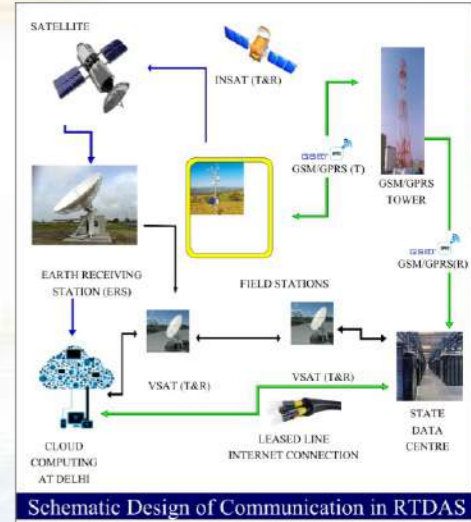 SATELLITE
INSAT (T&R)
GSM/GPRS (T)
GSM/GPRS
TOWER
GSM/GPRS(R)
EARTH RECEIVING
STATION (ERS)
FIELD STATIONS
VSAT (T&R)
VSAT (T&R)
CLOUD
COMPUTING
AT DELHI
LEASED LINE
INTERNET CONNECTION
STATE
DATA
CENTRE
Schematic Design of Communication in RTDAS